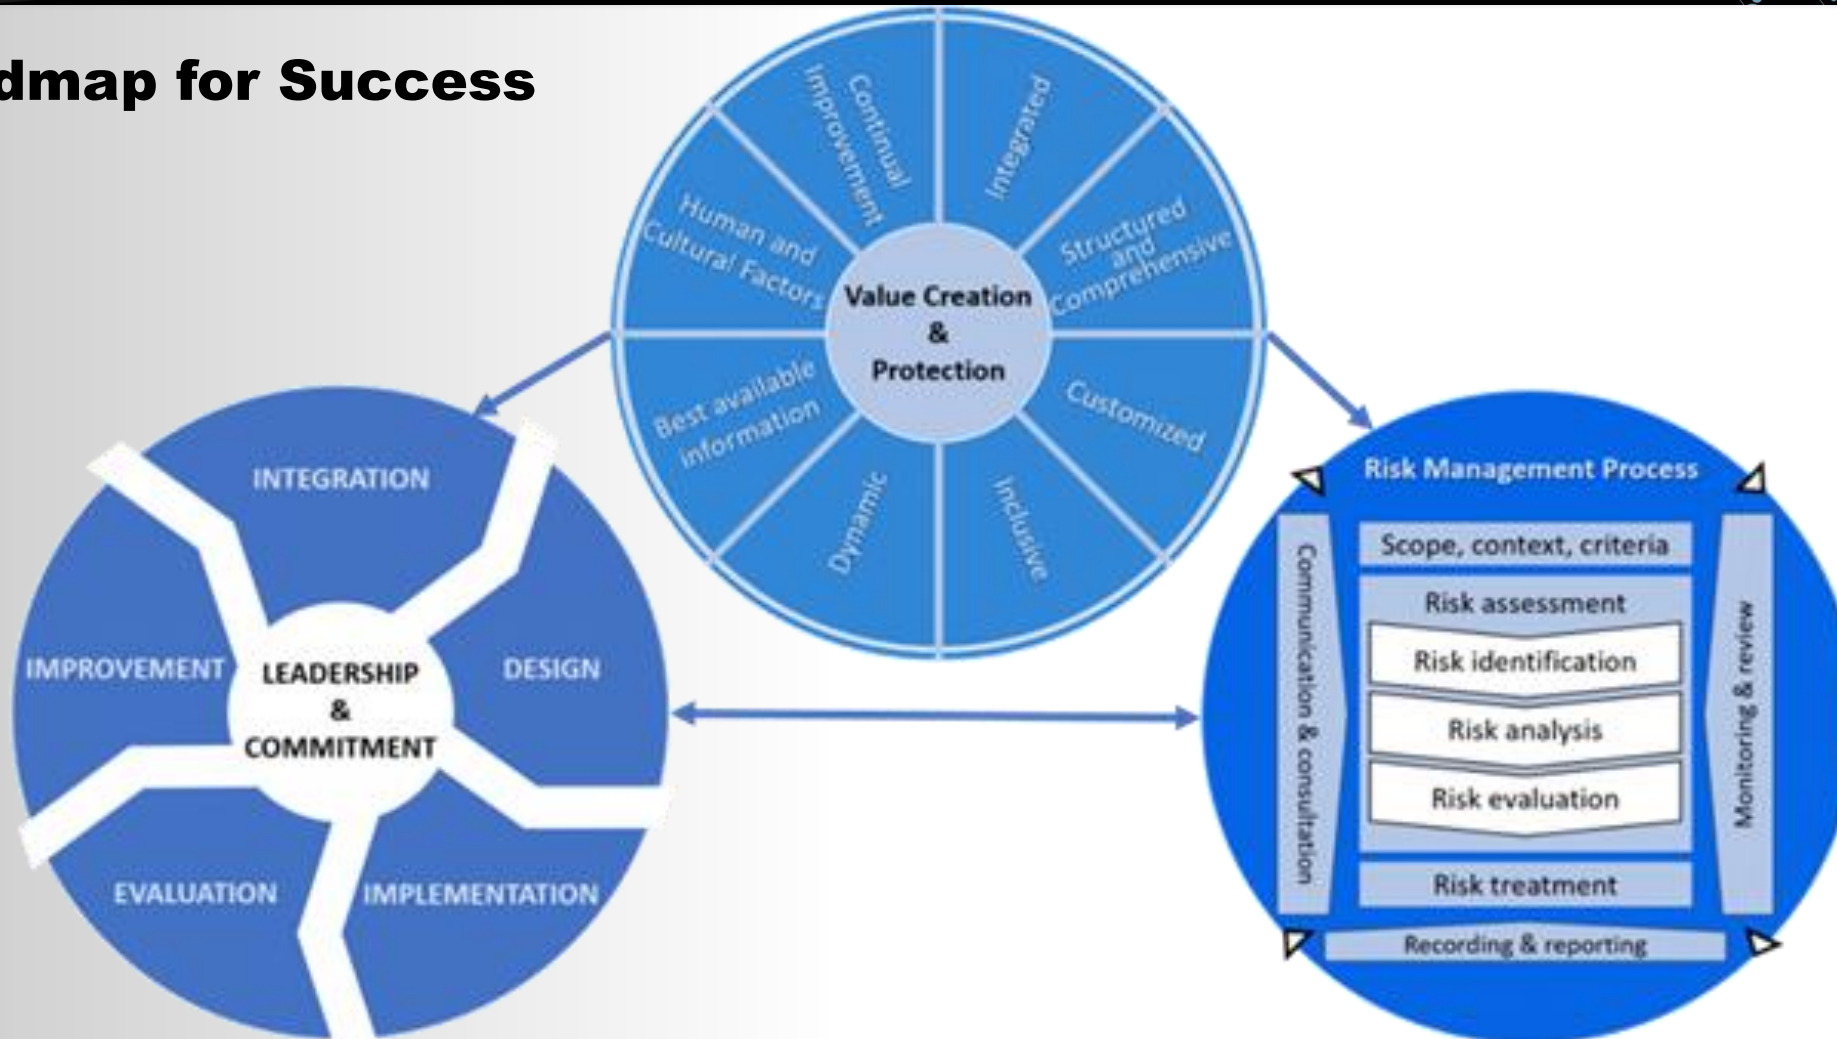 dmap for Success
Continual
Improvement
Integrated
Structured
and
Comprehensive
Customized
Inclusive
Dynamic
Best available
information
Human and
Cultural Factors
Value Creation
&
Protection
INTEGRATION
DESIGN
IMPLEMENTATION
EVALUATION
IMPROVEMENT
LEADERSHIP
&
COMMITMENT
Risk Management Process
Communication & consultation
Scope, context, criteria
Risk assessment
Risk identification
Risk analysis
Risk evaluation
Risk treatment
Monitoring & review
Recording & reporting